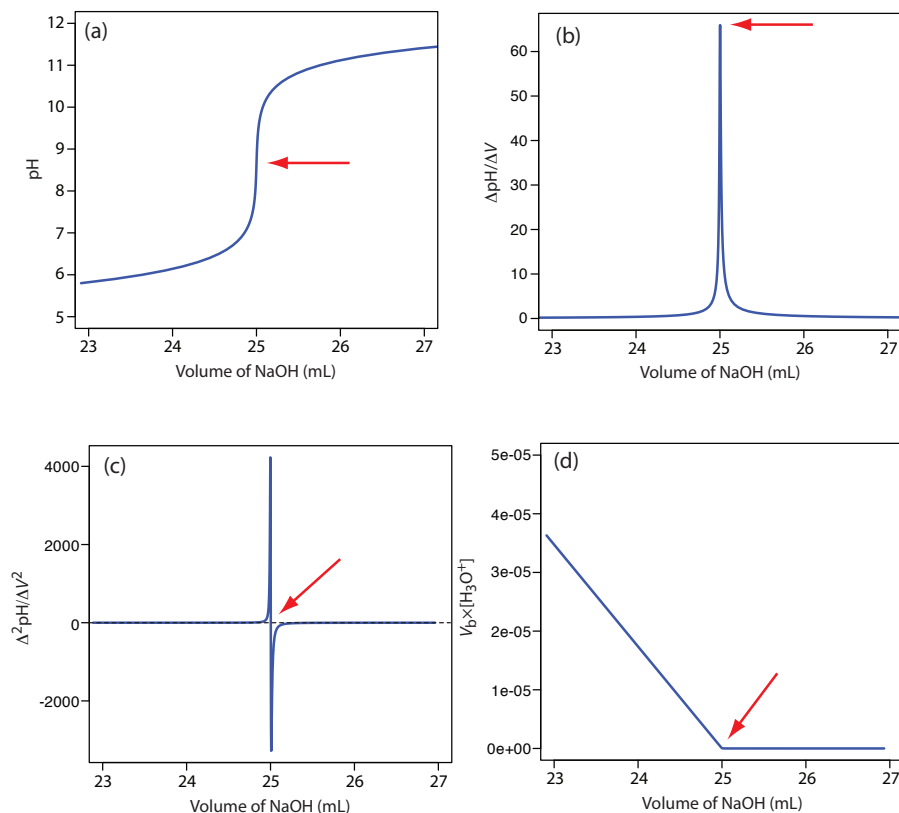 (a)
12
11
10
9
8
7
6
5
pH
23 24 25 26 27
Volume of NaOH (mL)
(b)
60
50
40
30
20
10
0
ΔpH/ΔV
23 24 25 26 27
Volume of NaOH (mL)
(c)
4000
2000
0
-2000
Δ²pH/ΔV²
23 24 25 26 27
Volume of NaOH (mL)
(d)
5e-05
4e-05
3e-05
2e-05
1e-05
0e+00
Vb×[H₃O⁺]
23 24 25 26 27
Volume of NaOH (mL)